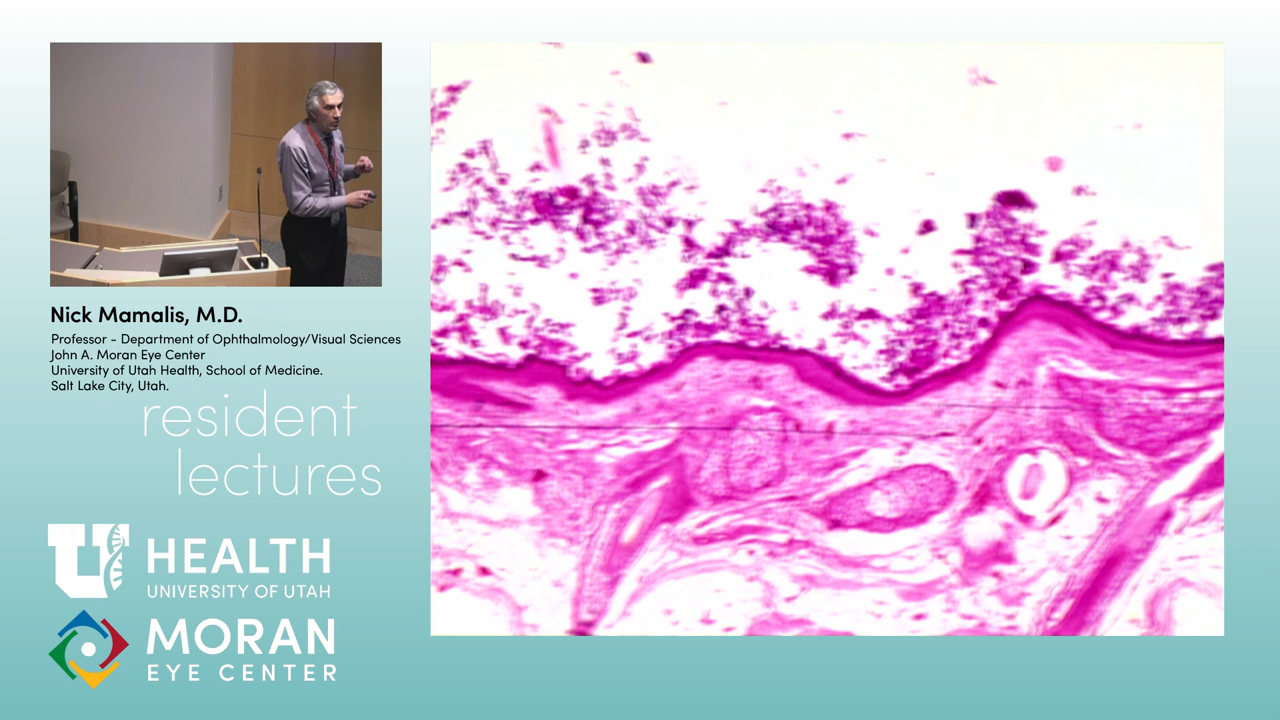 Nick Mamalis, M.D.
Professor - Department of Ophthalmology/Visual Sciences
John A. Moran Eye Center
University of Utah Health, School of Medicine.
Salt Lake City, Utah.
resident
lectures
U HEALTH
UNIVERSITY OF UTAH
MORAN
EYE CENTER